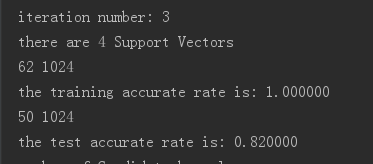 iteration number: 3
there are 4 Support Vectors
62 1024
the training accurate rate is: 1.000000
50 1024
the test accurate rate is: 0.820000